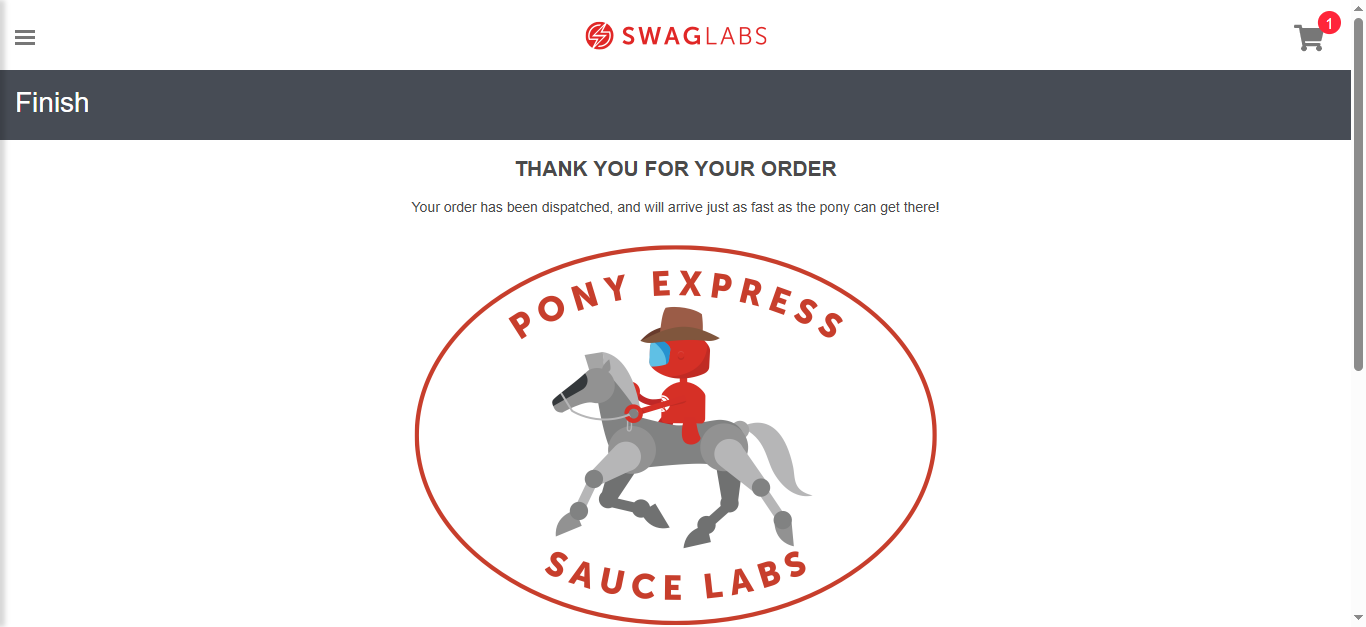 SWAGLABS
1
Finish
THANK YOU FOR YOUR ORDER
Your order has been dispatched, and will arrive just as fast as the pony can get there!
PONY EXPRESS
SAUCE LABS